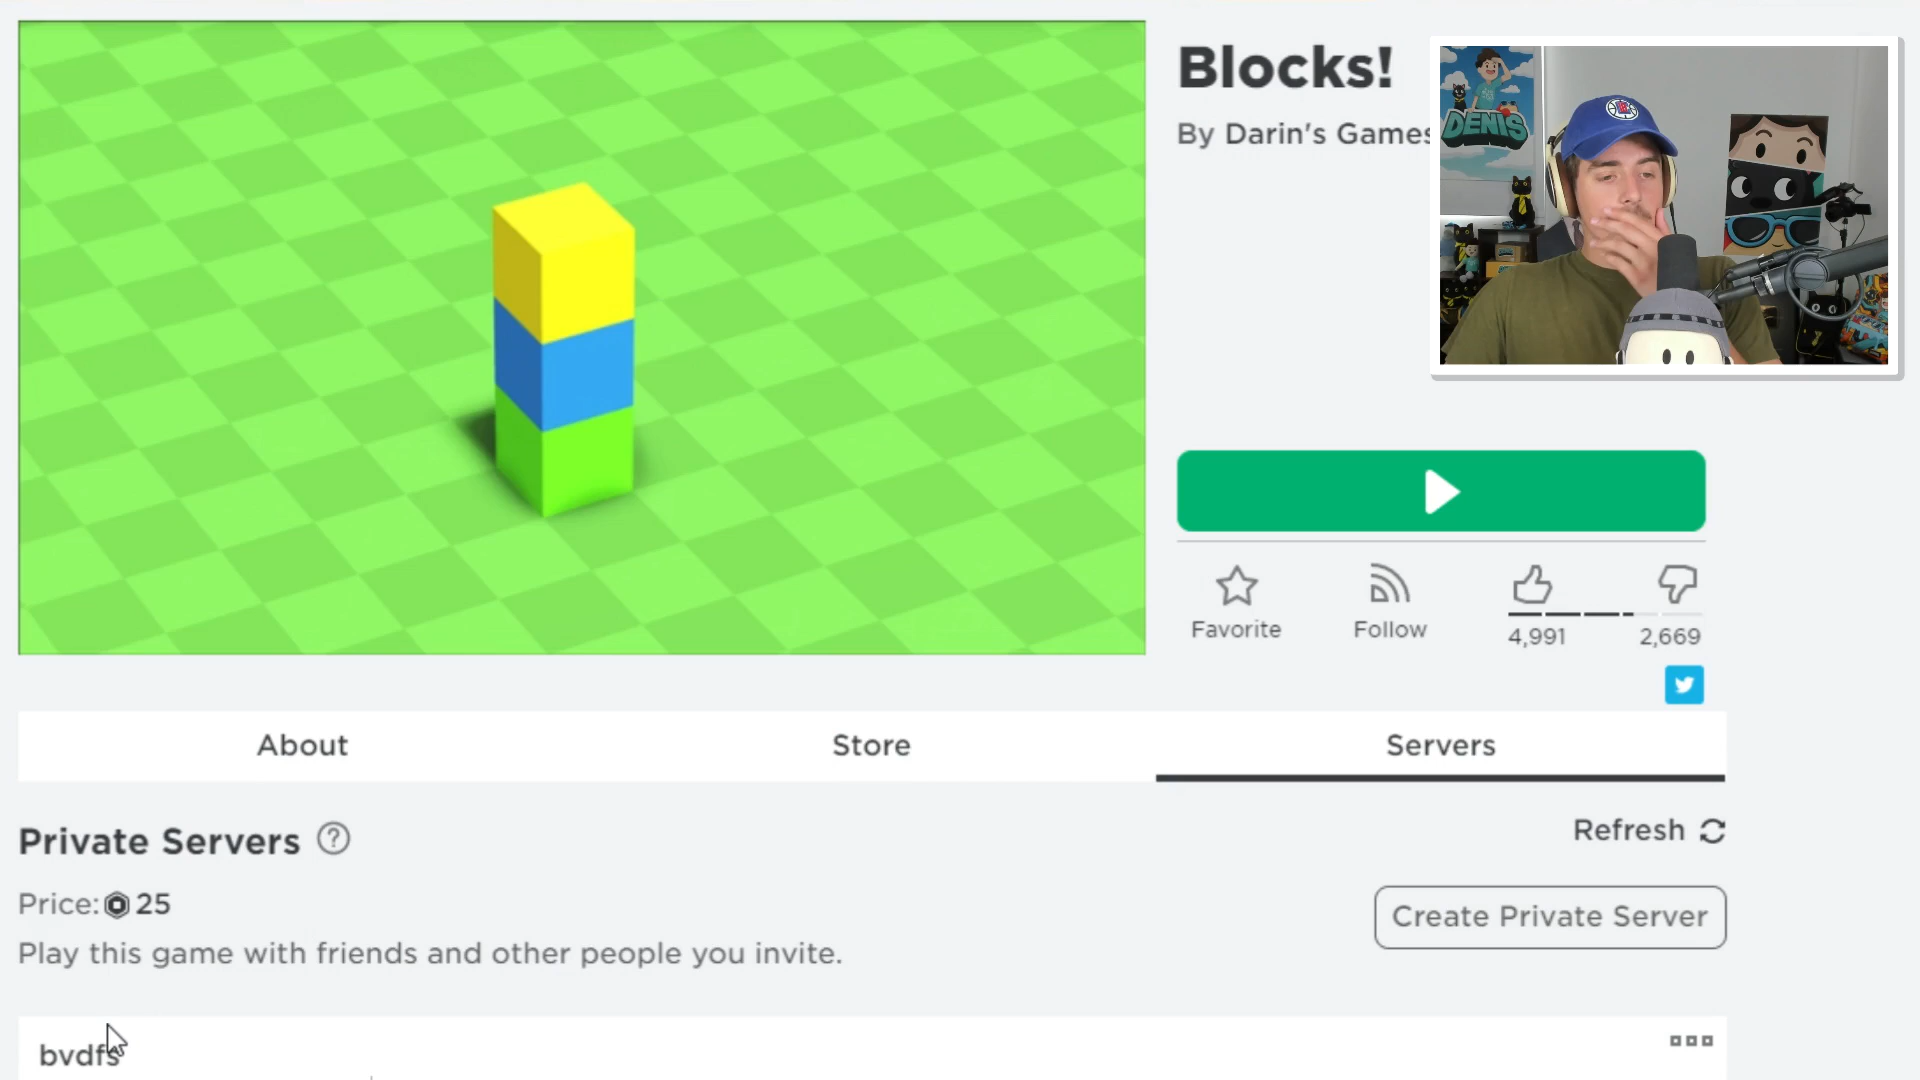 Blocks!
By Darin's Games
DENIS
Favorite
Follow
4,991
2,669
About
Store
Servers
Private Servers
Refresh
Price: 25
Create Private Server
Play this game with friends and other people you invite.
bvdfs